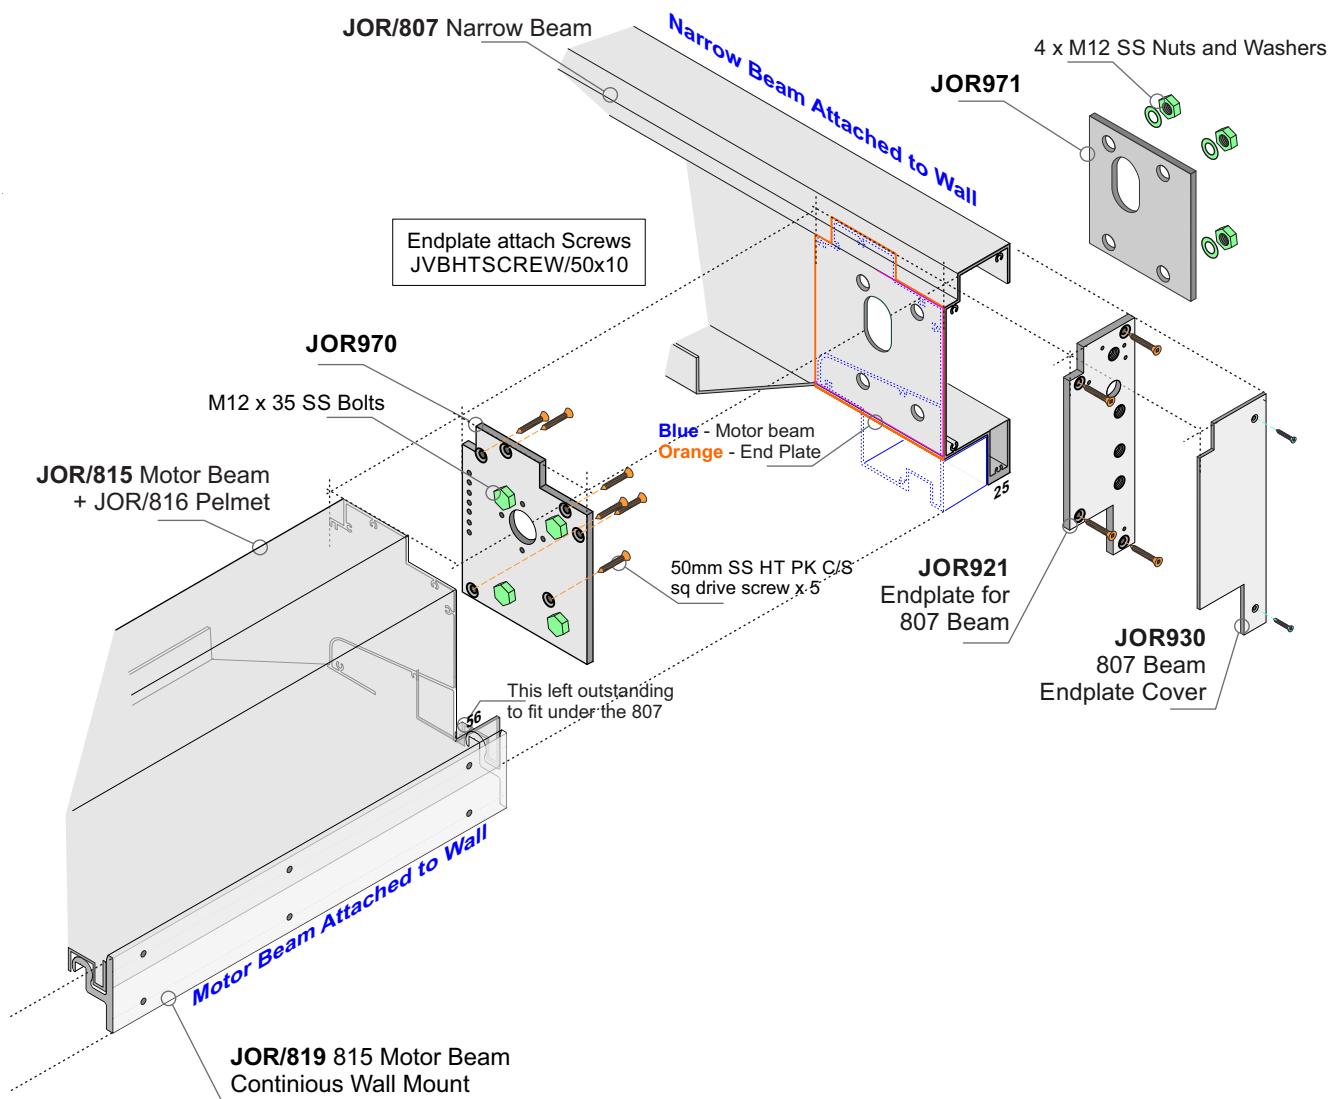 JOR/807 Narrow Beam
Narrow Beam Attached to Wall
4 x M12 SS Nuts and Washers
JOR971
Endplate attach Screws
JVBHTSCREW/50x10
JOR970
M12 x 35 SS Bolts
JOR/815 Motor Beam
+ JOR/816 Pelmet
Blue - Motor beam
Orange - End Plate
25
50mm SS HT PK C/S
sq drive screw x 5
JOR921
Endplate for
807 Beam
JOR930
807 Beam
Endplate Cover
This left outstanding
to fit under the 807
56
Motor Beam Attached to Wall
JOR/819 815 Motor Beam
Continious Wall Mount